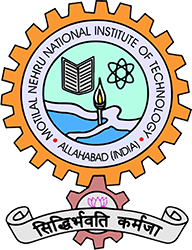 · MOTILAL NEHRU NATIONAL INSTITUTE OF TECHNOLOGY ·
ALLAHABAD (INDIA)
सिद्धिर्भवति कर्मजा